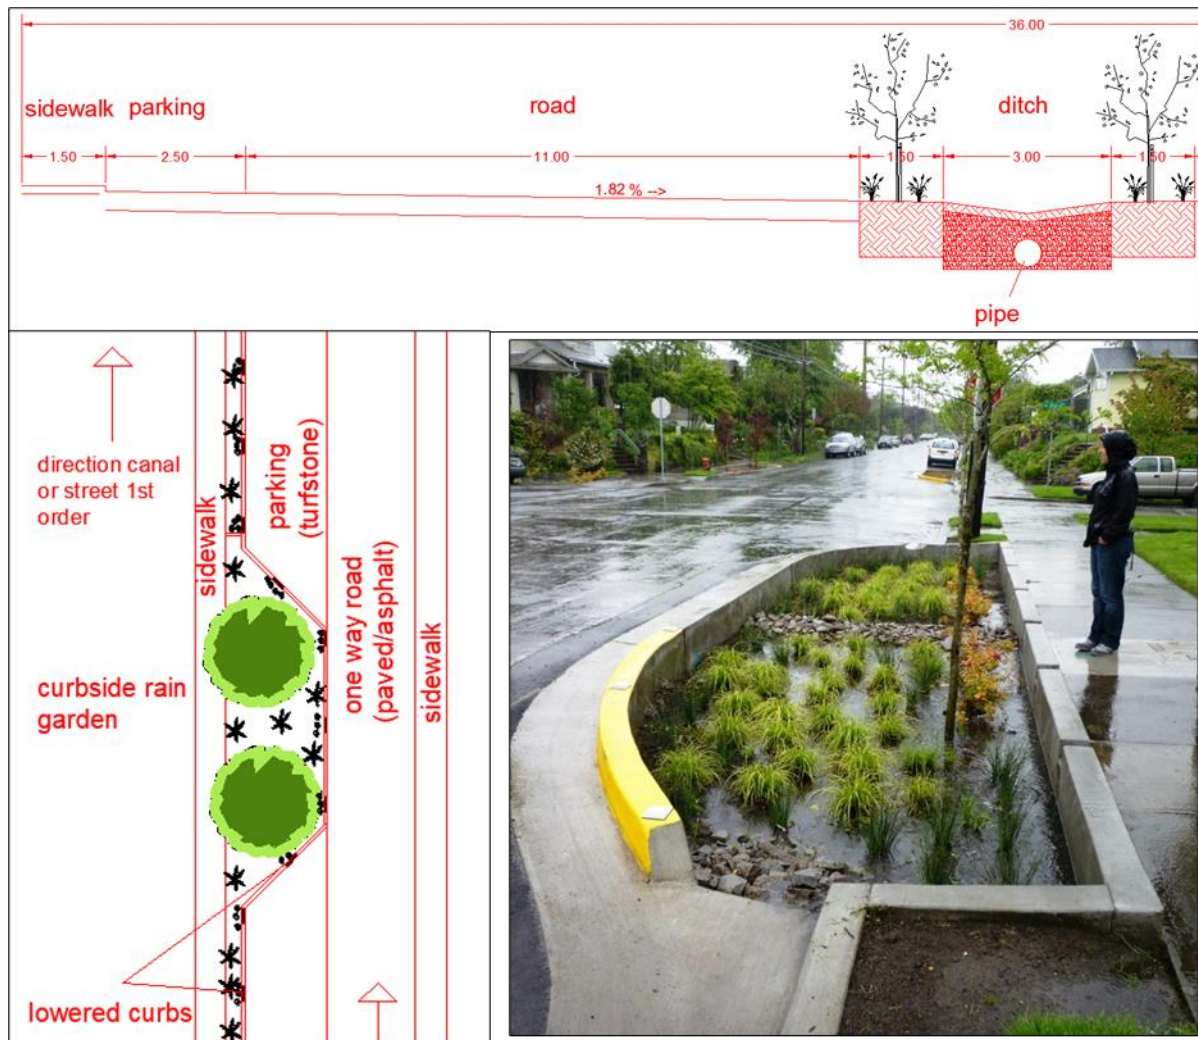 36.00
sidewalk parking road ditch
1.50 2.50 11.00 1.50 3.00 1.50
1.82 % -->
pipe
direction canal
or street 1st
order
sidewalk
parking
(turfstone)
one way road
(paved/asphalt)
sidewalk
curbside rain
garden
lowered curbs